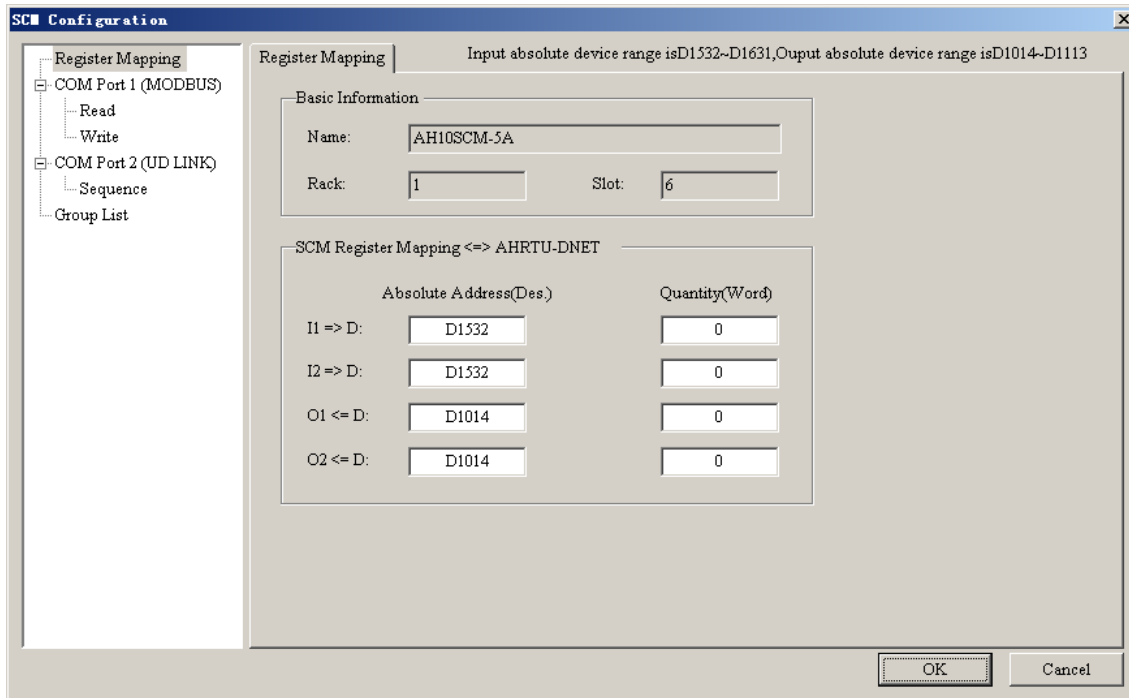 SCM Configuration
Register Mapping
COM Port 1 (MODBUS)
Read
Write
COM Port 2 (UD LINK)
Sequence
Group List
Register Mapping
Input absolute device range isD1532~D1631,Ouput absolute device range isD1014~D1113
Basic Information
Name: AH10SCM-5A
Rack: 1 Slot: 6
SCM Register Mapping <=> AHRTU-DNET
Absolute Address(Des.) Quantity(Word)
I1 => D: D1532 0
I2 => D: D1532 0
O1 <= D: D1014 0
O2 <= D: D1014 0
OK Cancel